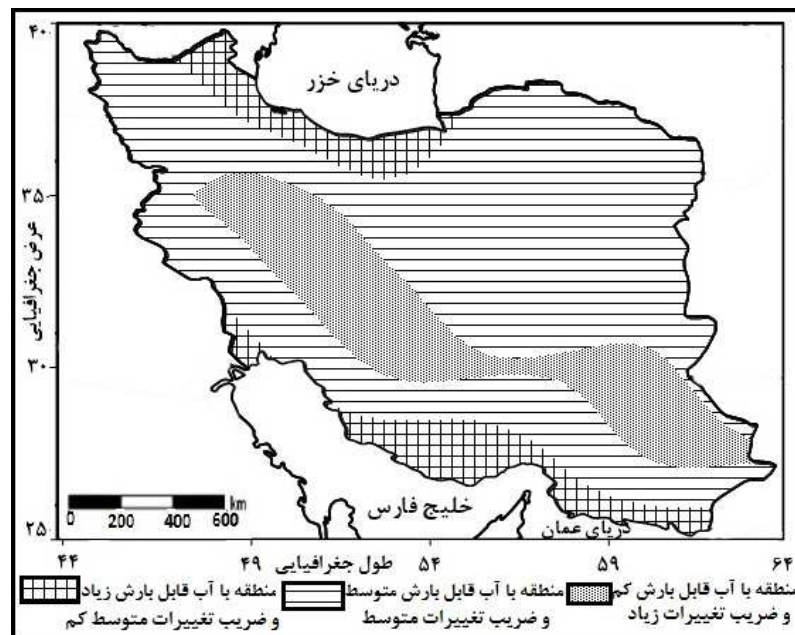 ۴۰
۳۵
۳۰
۲۵
عرض جغرافیایی
دریای خزر
خلیج فارس
دریای عمان
0 200 400 600
km
۴۴ ۴۹ ۵۴ ۵۹ ۶۴
طول جغرافیایی
منطقه با آب قابل بارش کم
و ضریب تغییرات زیاد
منطقه با آب قابل بارش متوسط
و ضریب تغییرات متوسط
منطقه با آب قابل بارش زیاد
و ضریب تغییرات متوسط کم